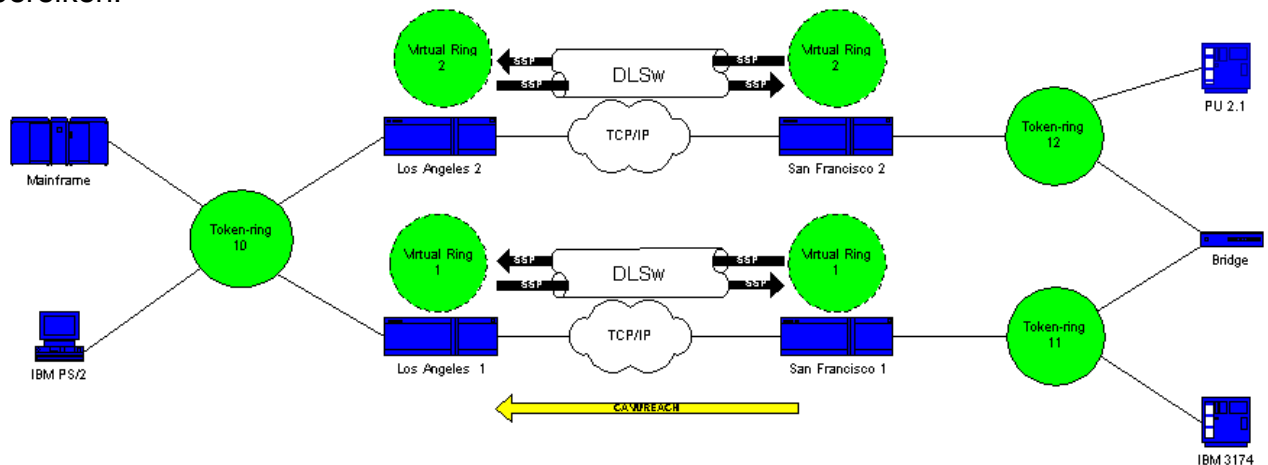 bereiken.
Virtual Ring
2
SSP
SSP
DLSw
SSP
SSP
Virtual Ring
2
PU 2.1
Mainframe
Los Angeles 2
TCP/IP
San Francisco 2
Token-ring
12
Token-ring
10
Virtual Ring
1
SSP
SSP
DLSw
SSP
SSP
Virtual Ring
1
Bridge
IBM PS/2
Los Angeles 1
TCP/IP
San Francisco 1
Token-ring
11
CANUREACH
IBM 3174